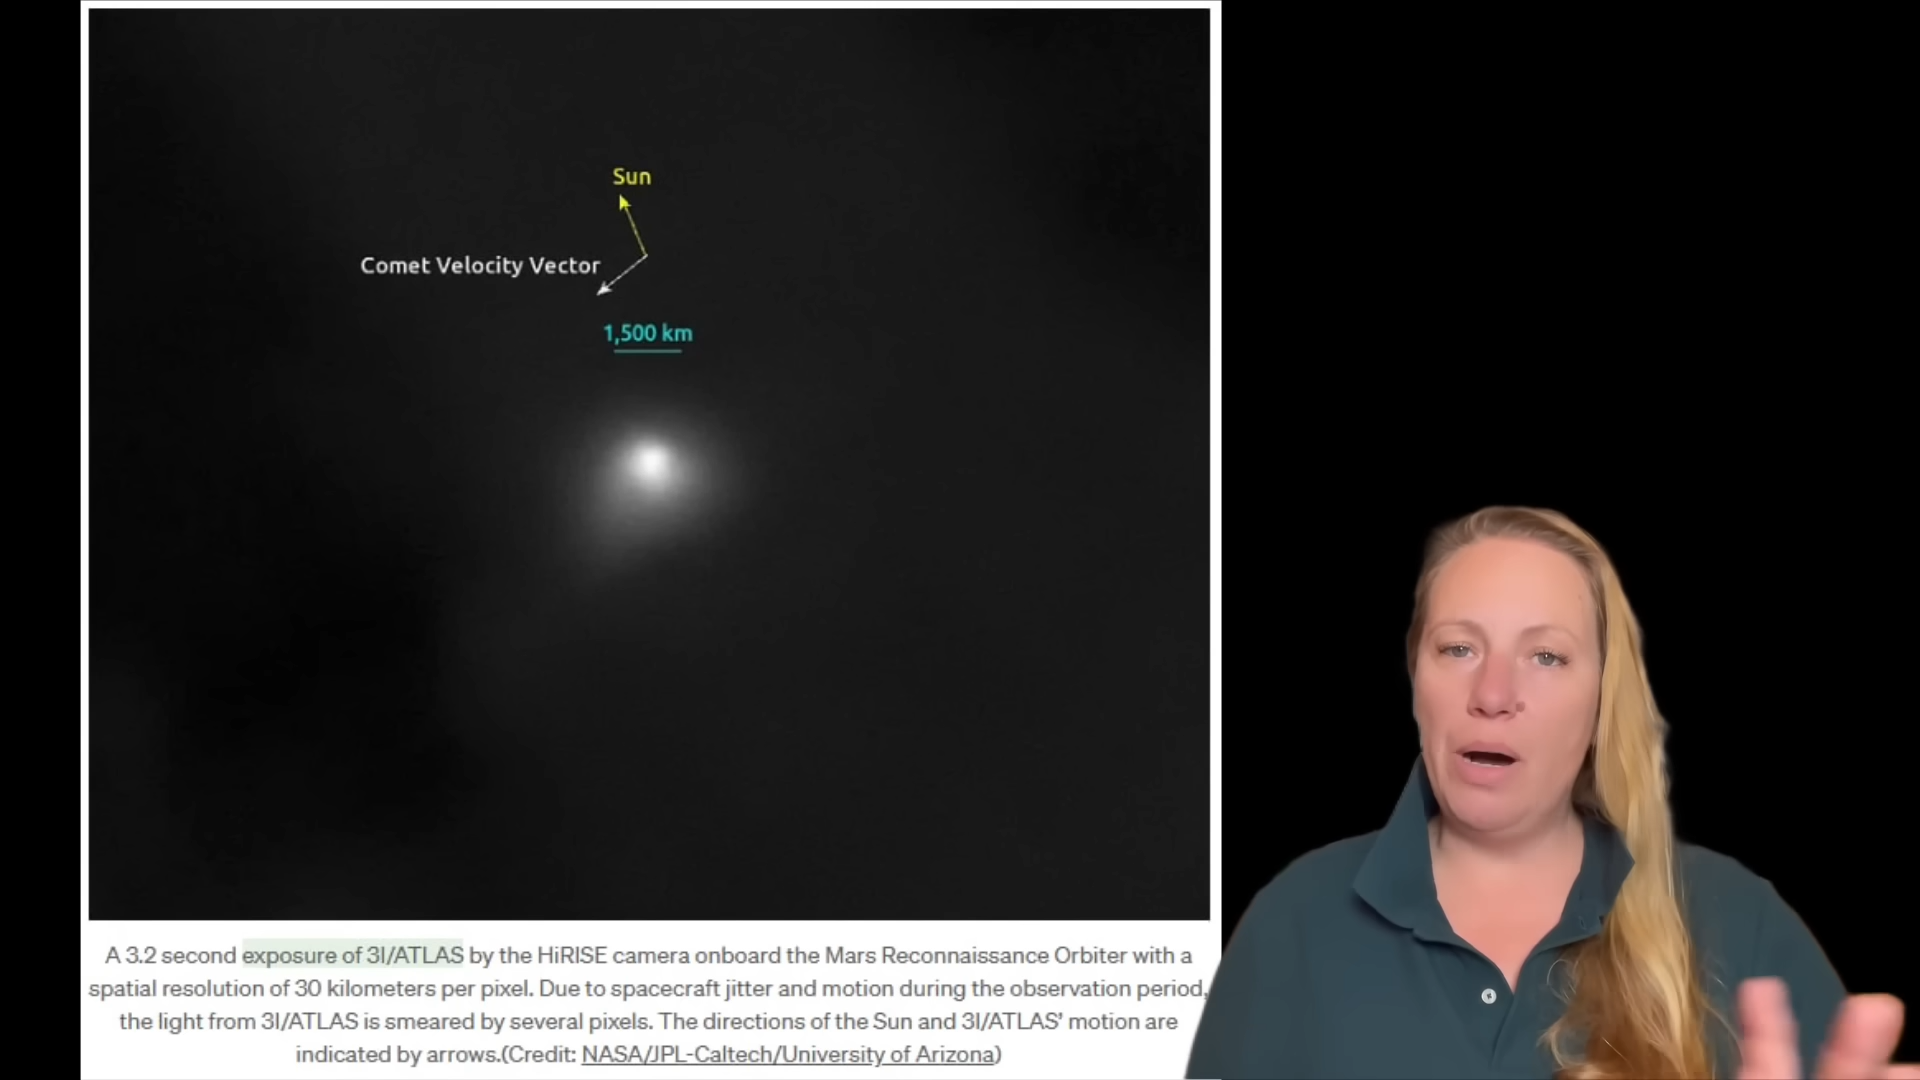 Sun
Comet Velocity Vector
1,500 km
A 3.2 second exposure of 3I/ATLAS by the HiRISE camera onboard the Mars Reconnaissance Orbiter with a
spatial resolution of 30 kilometers per pixel. Due to spacecraft jitter and motion during the observation period,
the light from 3I/ATLAS is smeared by several pixels. The directions of the Sun and 3I/ATLAS’ motion are
indicated by arrows.(Credit: NASA/JPL-Caltech/University of Arizona)